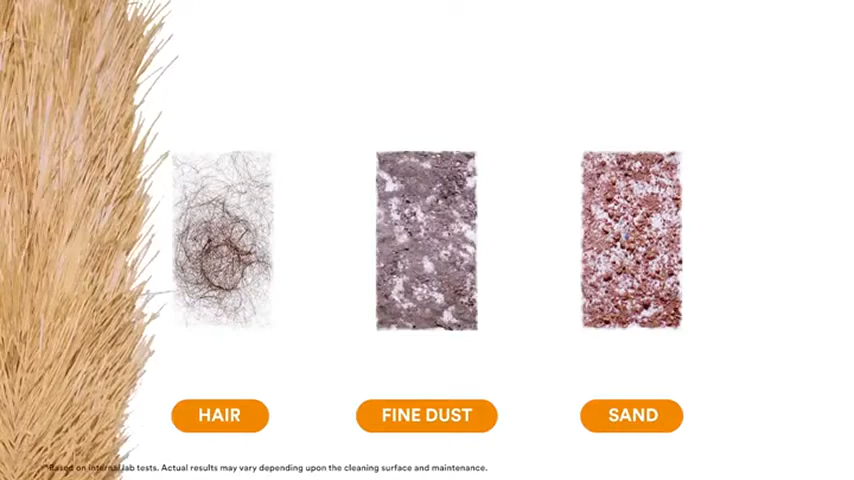 HAIR
FINE DUST
SAND
*Based on internal lab tests. Actual results may vary depending upon the cleaning surface and maintenance.